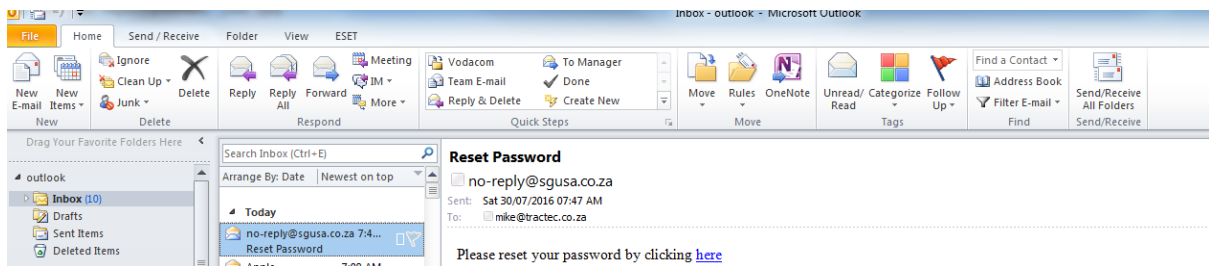 Inbox - outlook - Microsoft Outlook
File Home Send / Receive Folder View ESET
Ignore
Clean Up
Junk
Delete
New E-mail
New Items
Reply
Reply All
Forward
Meeting
IM
More
Vodacom
Team E-mail
Reply & Delete
To Manager
Done
Create New
Move
Rules
OneNote
Unread/ Read
Categorize
Follow Up
Find a Contact
Address Book
Filter E-mail
Send/Receive All Folders
New Delete Respond Quick Steps Move Tags Find Send/Receive
Drag Your Favorite Folders Here
outlook
Inbox (10)
Drafts
Sent Items
Deleted Items
Search Inbox (Ctrl+E)
Arrange By: Date Newest on top
Today
no-reply@sgusa.co.za 7:4...
Reset Password
Reset Password
no-reply@sgusa.co.za
Sent: Sat 30/07/2016 07:47 AM
To: mike@tractec.co.za
Please reset your password by clicking here